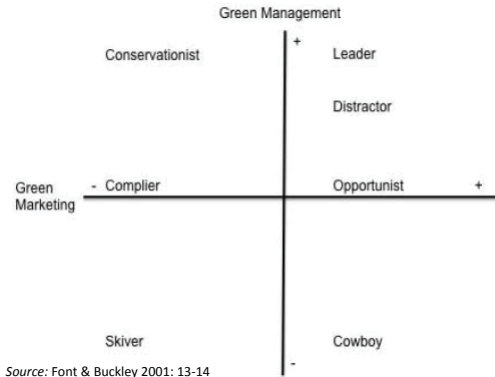 Green Management
+
Conservationist
Leader
Distractor
Green
Marketing
-
Complier
Opportunist
+
Skiver
Cowboy
-
Source: Font & Buckley 2001: 13-14